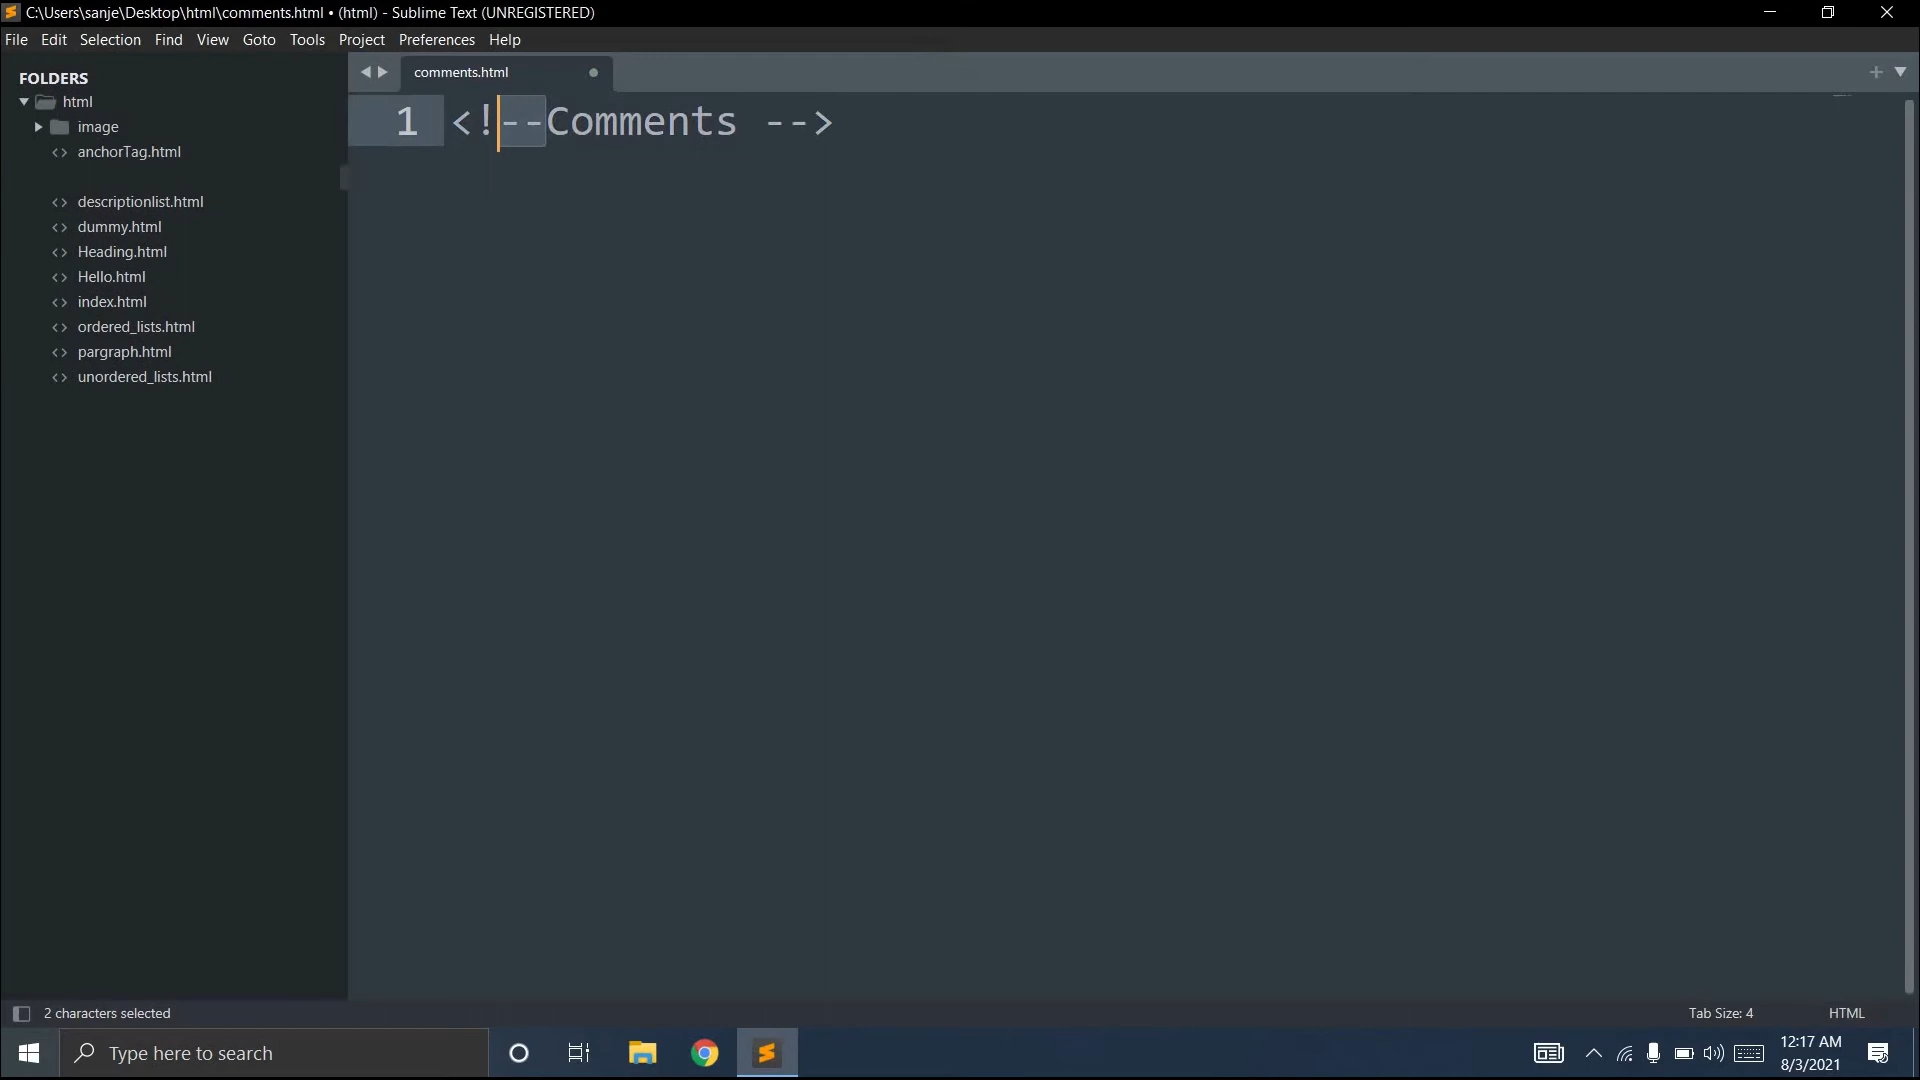 C:\Users\sanje\Desktop\html\comments.html • (html) - Sublime Text (UNREGISTERED)
File Edit Selection Find View Goto Tools Project Preferences Help
FOLDERS
html
image
anchorTag.html
descriptionlist.html
dummy.html
Heading.html
Hello.html
index.html
ordered_lists.html
pargraph.html
unordered_lists.html
comments.html
1 <!--Comments -->
2 characters selected
Tab Size: 4
HTML
Type here to search
12:17 AM
8/3/2021